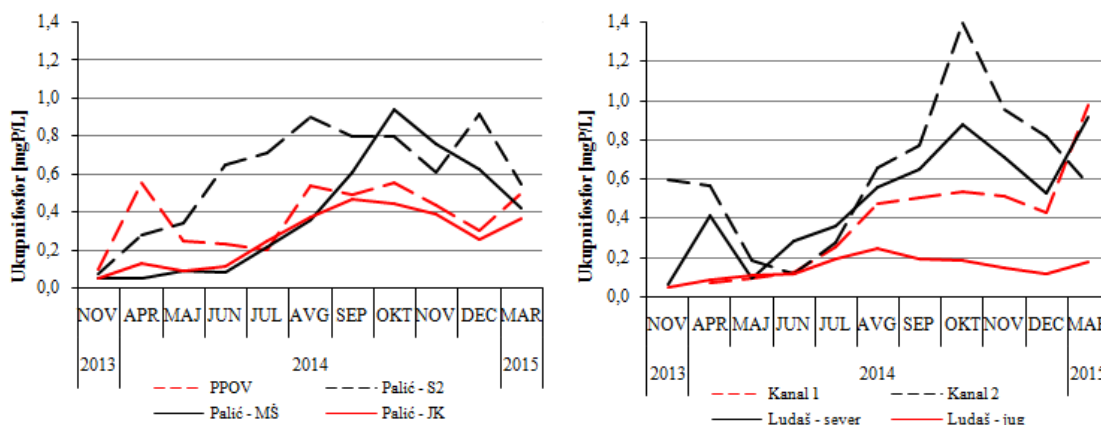 Ukupni fosfor [mgP/L]
1,4
1,2
1,0
0,8
0,6
0,4
0,2
0,0
NOV APR MAJ JUN JUL AVG SEP OKT NOV DEC MAR
2013 2014 2015
PPOV Palić - S2
Palić - MŠ Palić - JK
Ukupni fosfor [mgP/L]
1,4
1,2
1,0
0,8
0,6
0,4
0,2
0,0
NOV APR MAJ JUN JUL AVG SEP OKT NOV DEC MAR
2013 2014 2015
Kanal 1 Kanal 2
Ludaš - sever Ludaš - jug